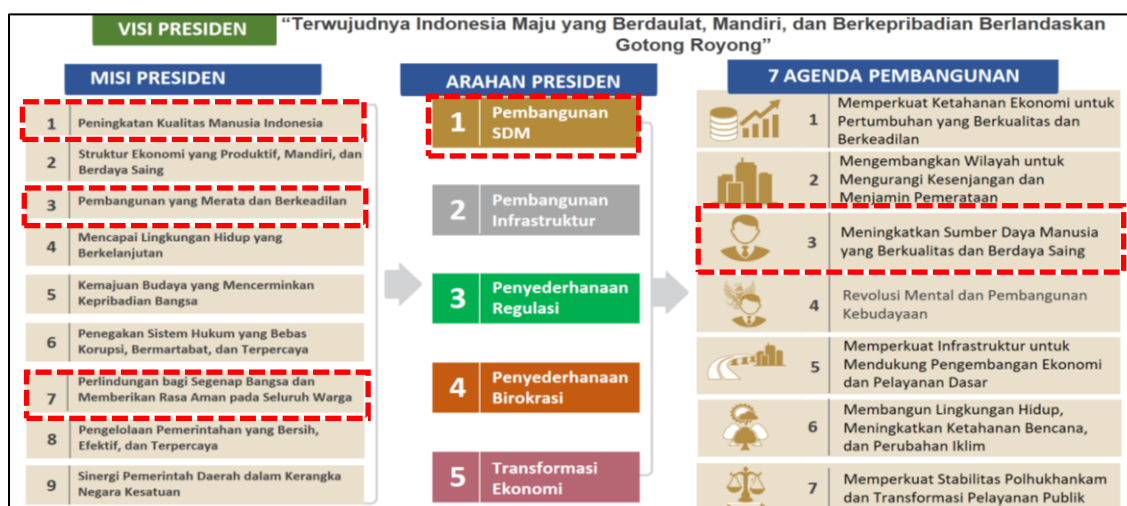 VISI PRESIDEN
“Terwujudnya Indonesia Maju yang Berdaulat, Mandiri, dan Berkepribadian Berlandaskan
Gotong Royong”
MISI PRESIDEN
1 Peningkatan Kualitas Manusia Indonesia
2 Struktur Ekonomi yang Produktif, Mandiri, dan
Berdaya Saing
3 Pembangunan yang Merata dan Berkeadilan
4 Mencapai Lingkungan Hidup yang
Berkelanjutan
5 Kemajuan Budaya yang Mencerminkan
Kepribadian Bangsa
6 Penegakan Sistem Hukum yang Bebas
Korupsi, Bermartabat, dan Terpercaya
7 Perlindungan bagi Segenap Bangsa dan
Memberikan Rasa Aman pada Seluruh Warga
8 Pengelolaan Pemerintahan yang Bersih,
Efektif, dan Terpercaya
9 Sinergi Pemerintah Daerah dalam Kerangka
Negara Kesatuan
ARAHAN PRESIDEN
1 Pembangunan
SDM
2 Pembangunan
Infrastruktur
3 Penyederhanaan
Regulasi
4 Penyederhanaan
Birokrasi
5 Transformasi
Ekonomi
7 AGENDA PEMBANGUNAN
1 Memperkuat Ketahanan Ekonomi untuk
Pertumbuhan yang Berkualitas dan
Berkeadilan
2 Mengembangkan Wilayah untuk
Mengurangi Kesenjangan dan
Menjamin Pemerataan
3 Meningkatkan Sumber Daya Manusia
yang Berkualitas dan Berdaya Saing
4 Revolusi Mental dan Pembangunan
Kebudayaan
5 Memperkuat Infrastruktur untuk
Mendukung Pengembangan Ekonomi
dan Pelayanan Dasar
6 Membangun Lingkungan Hidup,
Meningkatkan Ketahanan Bencana,
dan Perubahan Iklim
7 Memperkuat Stabilitas Polhukhankam
dan Transformasi Pelayanan Publik